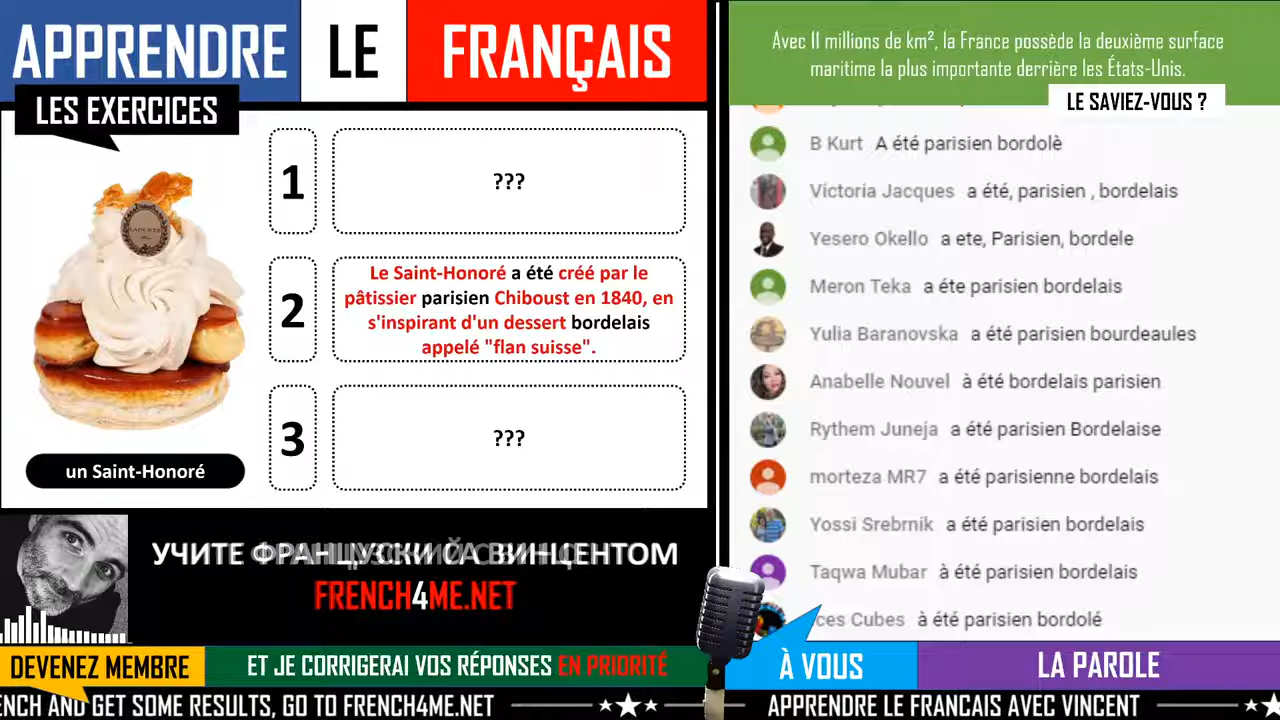 APPRENDRE LE FRANÇAIS
LES EXERCICES
1
???
2
Le Saint-Honoré a été créé par le
pâtissier parisien Chiboust en 1840, en
s'inspirant d'un dessert bordelais
appelé "flan suisse".
3
???
un Saint-Honoré
УЧИТЕ
ВИНЦЕНТОМ
FRENCH4ME.NET
DEVENEZ MEMBRE
ET JE CORRIGERAI VOS RÉPONSES EN PRIORITÉ
Avec 11 millions de km², la France possède la deuxième surface
maritime la plus importante derrière les États-Unis.
LE SAVIEZ-VOUS ?
B Kurt A été parisien bordolè
Victoria Jacques a été, parisien , bordelais
Yesero Okello a ete, Parisien, bordele
Meron Teka a éte parisien bordelais
Yulia Baranovska a été parisien bourdeaules
Anabelle Nouvel à été bordelais parisien
Rythem Juneja a été parisien Bordelaise
morteza MR7 a été parisienne bordelais
Yossi Srebrnik a été parisien bordelais
Taqwa Mubar à été parisien bordelais
ces Cubes à été parisien bordolé
À VOUS
LA PAROLE
ENCH AND GET SOME RESULTS, GO TO FRENCH4ME.NET
APPRENDRE LE FRANCAIS AVEC VINCENT